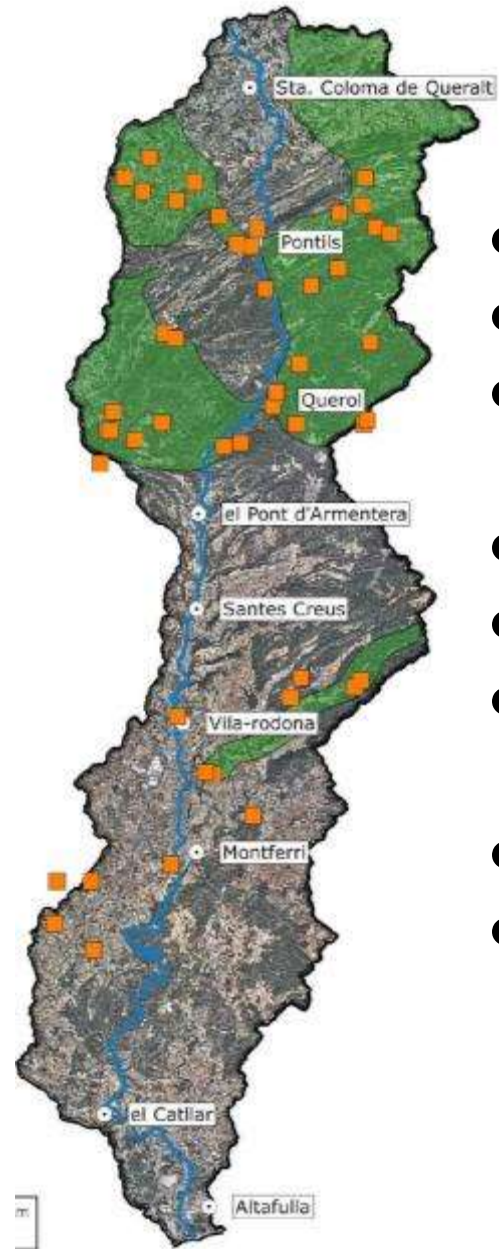 Sta. Coloma de Queralt
Pontils
Querol
el Pont d'Armentera
Santes Creus
Vila-rodona
Montferri
el Catllar
Altafulla
m